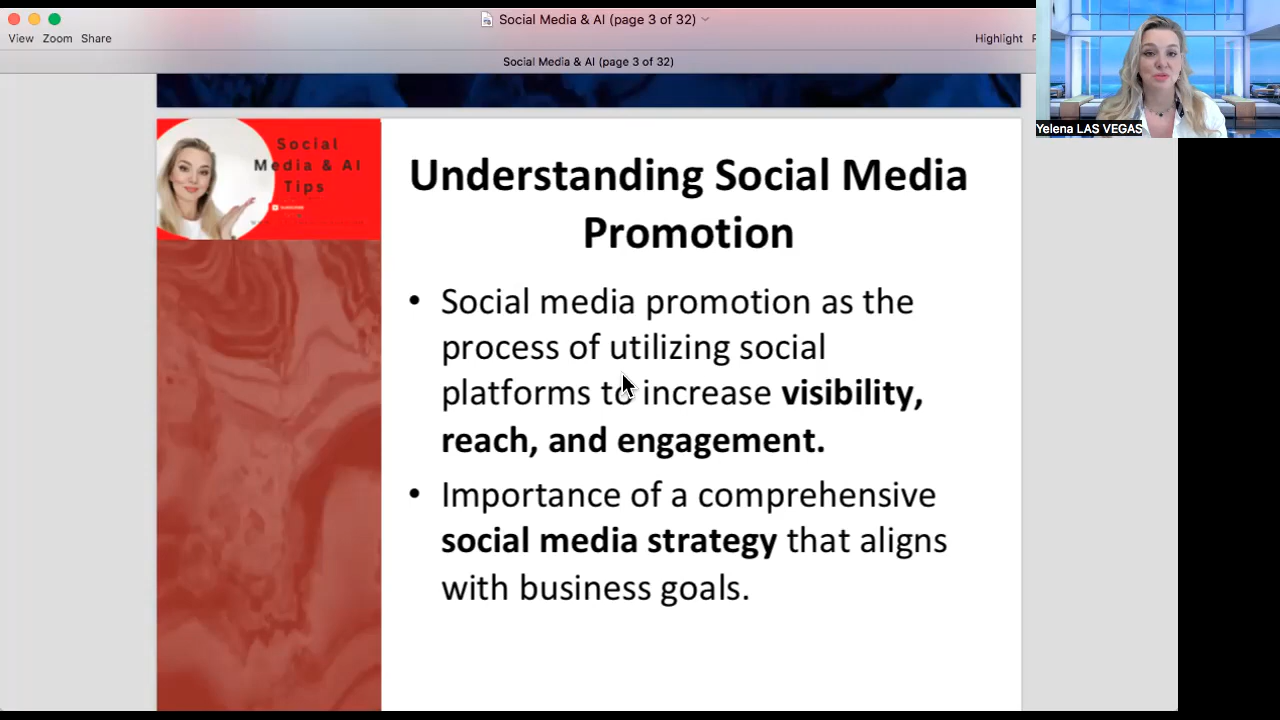 Social Media & AI (page 3 of 32)
View Zoom Share
Highlight
Social Media & AI (page 3 of 32)
Yelena LAS VEGAS
Social
Media & AI
Tips
Understanding Social Media
Promotion
• Social media promotion as the
process of utilizing social
platforms to increase visibility,
reach, and engagement.
• Importance of a comprehensive
social media strategy that aligns
with business goals.